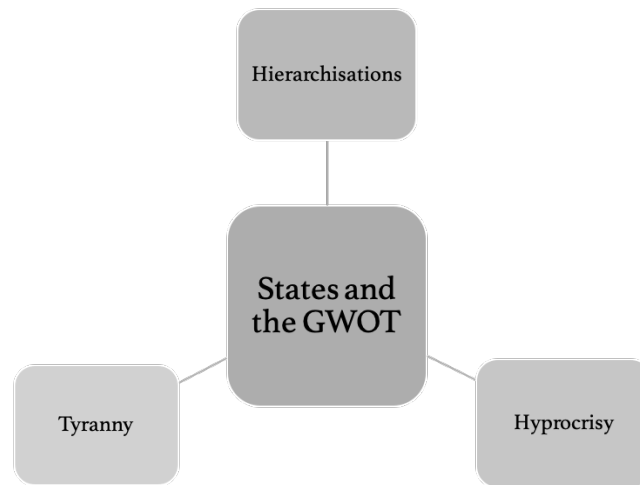 Hierarchisations
States and
the GWOT
Tyranny
Hyprocrisy